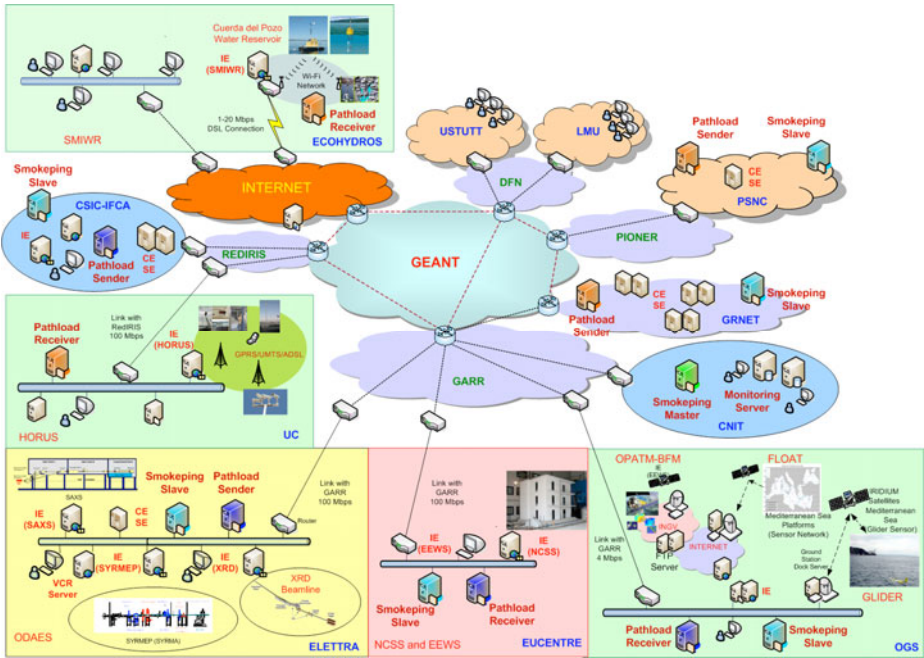 Cuerda del Pozo
Water Reservoir
IE
(SMIWR)
Wi-Fi
Network
Pathload
Receiver
1-20 Mbps
DSL Connection
SMIWR
ECOHYDROS
USTUTT
LMU
Pathload
Sender
Smokeping
Slave
CE
SE
PSNC
DFN
INTERNET
Smokeping
Slave
CSIC-IFCA
IE
Pathload
Sender
CE
SE
REDIRIS
GEANT
PIONER
Link with
RedIRIS
100 Mbps
Pathload
Receiver
IE
(HORUS)
GPRS/UMTS/ADSL
HORUS
UC
Pathload
Sender
CE
SE
Smokeping
Slave
GRNET
GARR
Smokeping
Master
Monitoring
Server
CNIT
SAXS
IE
(SAXS)
CE
SE
Smokeping
Slave
Pathload
Sender
Link with
GARR
100 Mbps
Router
VCR
Server
IE
(SYRMEP)
IE
(XRD)
XRD
Beamline
SYRMEP (SYRMA)
ODAES
ELETTRA
Link with
GARR
100 Mbps
IE
(EEWS)
IE
(NCSS)
Smokeping
Slave
Pathload
Receiver
NCSS and EEWS
EUCENTRE
OPATM-BFM
IE
INGV
FTP
Server
INTERNET
FLOAT
Mediterranean Sea
Platforms
(Sensor Network)
IRIDIUM
Satellites
Mediterranean
Sea
(Glider Sensor)
Link with
GARR
4 Mbps
Ground
Station
Dock Server
GLIDER
IE
Pathload
Receiver
Smokeping
Slave
OGS